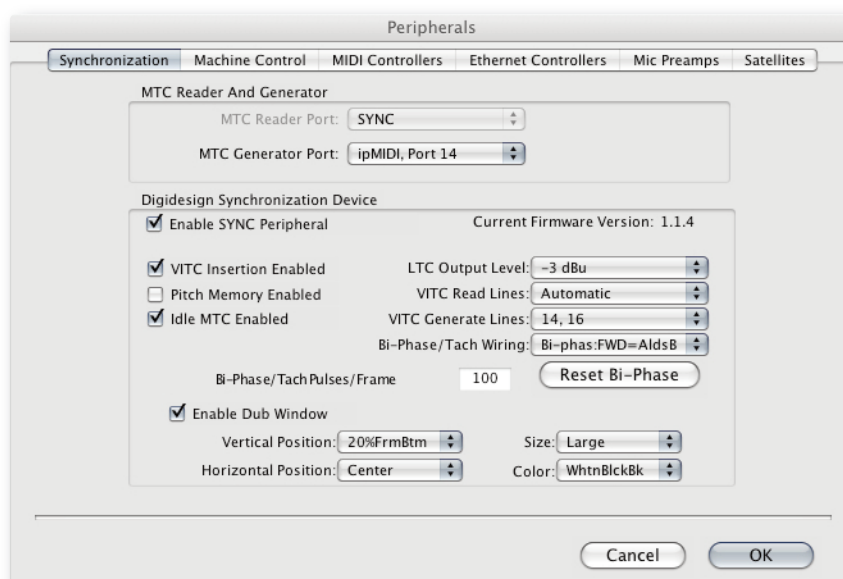 Peripherals
Synchronization Machine Control MIDI Controllers Ethernet Controllers Mic Preamps Satellites
MTC Reader And Generator
MTC Reader Port: SYNC
MTC Generator Port: ipMIDI, Port 14
Digidesign Synchronization Device
Enable SYNC Peripheral Current Firmware Version: 1.1.4
VITC Insertion Enabled LTC Output Level: -3 dBu
Pitch Memory Enabled VITC Read Lines: Automatic
Idle MTC Enabled VITC Generate Lines: 14, 16
Bi-Phase/Tach Wiring: Bi-phas:FWD=AldsB
Bi-Phase/TachPulses/Frame 100 Reset Bi-Phase
Enable Dub Window
Vertical Position: 20%FrmBtm Size: Large
Horizontal Position: Center Color: WhtnBlckBk
Cancel OK